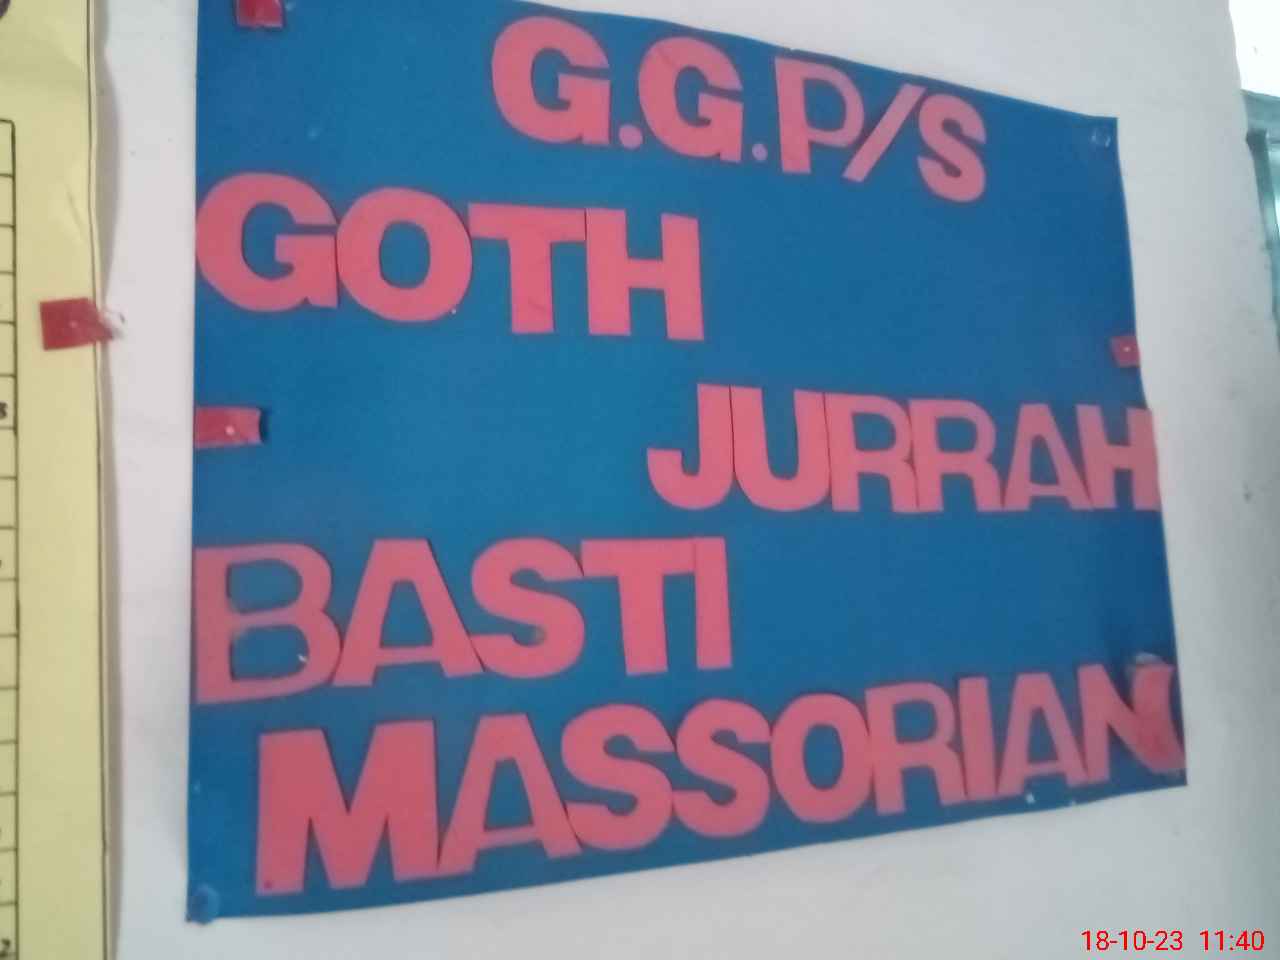 G.G.P/S
GOTH
JURRAH
BASTI
MASSORIAN
18-10-23 11:40